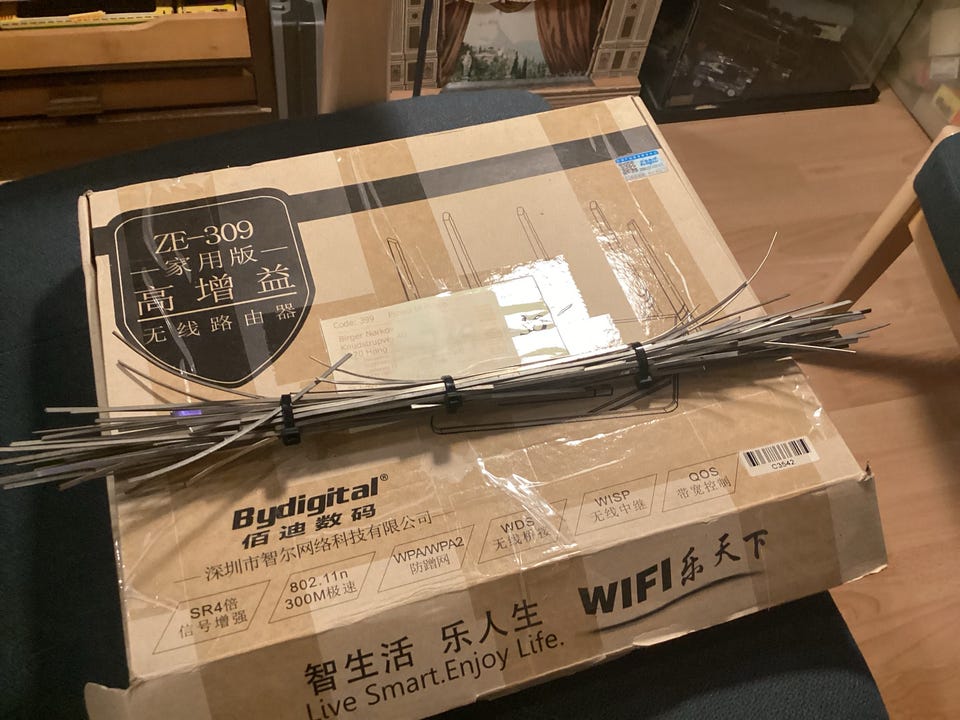 ZE-309
家用版
高增益
无线路由器
Code: 399
Birger Nørko
Bydigital®
佰迪数码
深圳市智尔网络科技有限公司
SR4倍
信号增强
802.11n
300M极速
WPA/WPA2
防蹭网
WDS
无线桥接
WISP
无线中继
QOS
带宽控制
C3542
智生活 乐人生
Live Smart.Enjoy Life.
WIFI乐天下